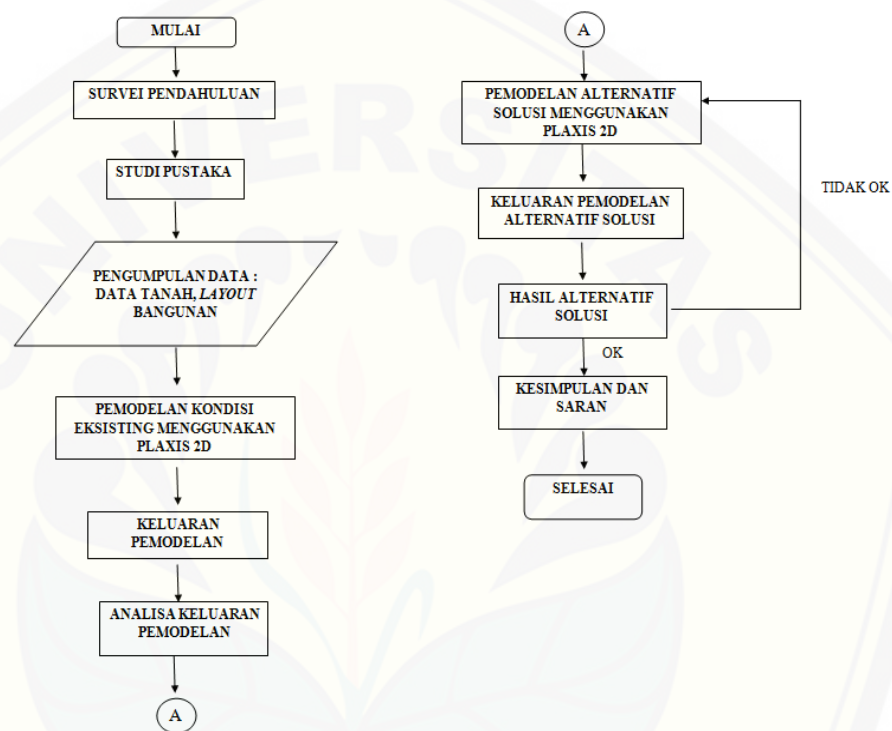 MULAI
SURVEI PENDAHULUAN
STUDI PUSTAKA
PENGUMPULAN DATA :
DATA TANAH, LAYOUT
BANGUNAN
PEMODELAN KONDISI
EKSISTING MENGGUNAKAN
PLAXIS 2D
KELUARAN
PEMODELAN
ANALISA KELUARAN
PEMODELAN
A
A
PEMODELAN ALTERNATIF
SOLUSI MENGGUNAKAN
PLAXIS 2D
TIDAK OK
KELUARAN PEMODELAN
ALTERNATIF SOLUSI
HASIL ALTERNATIF
SOLUSI
OK
KESIMPULAN DAN
SARAN
SELESAI
UNIVERSITAS